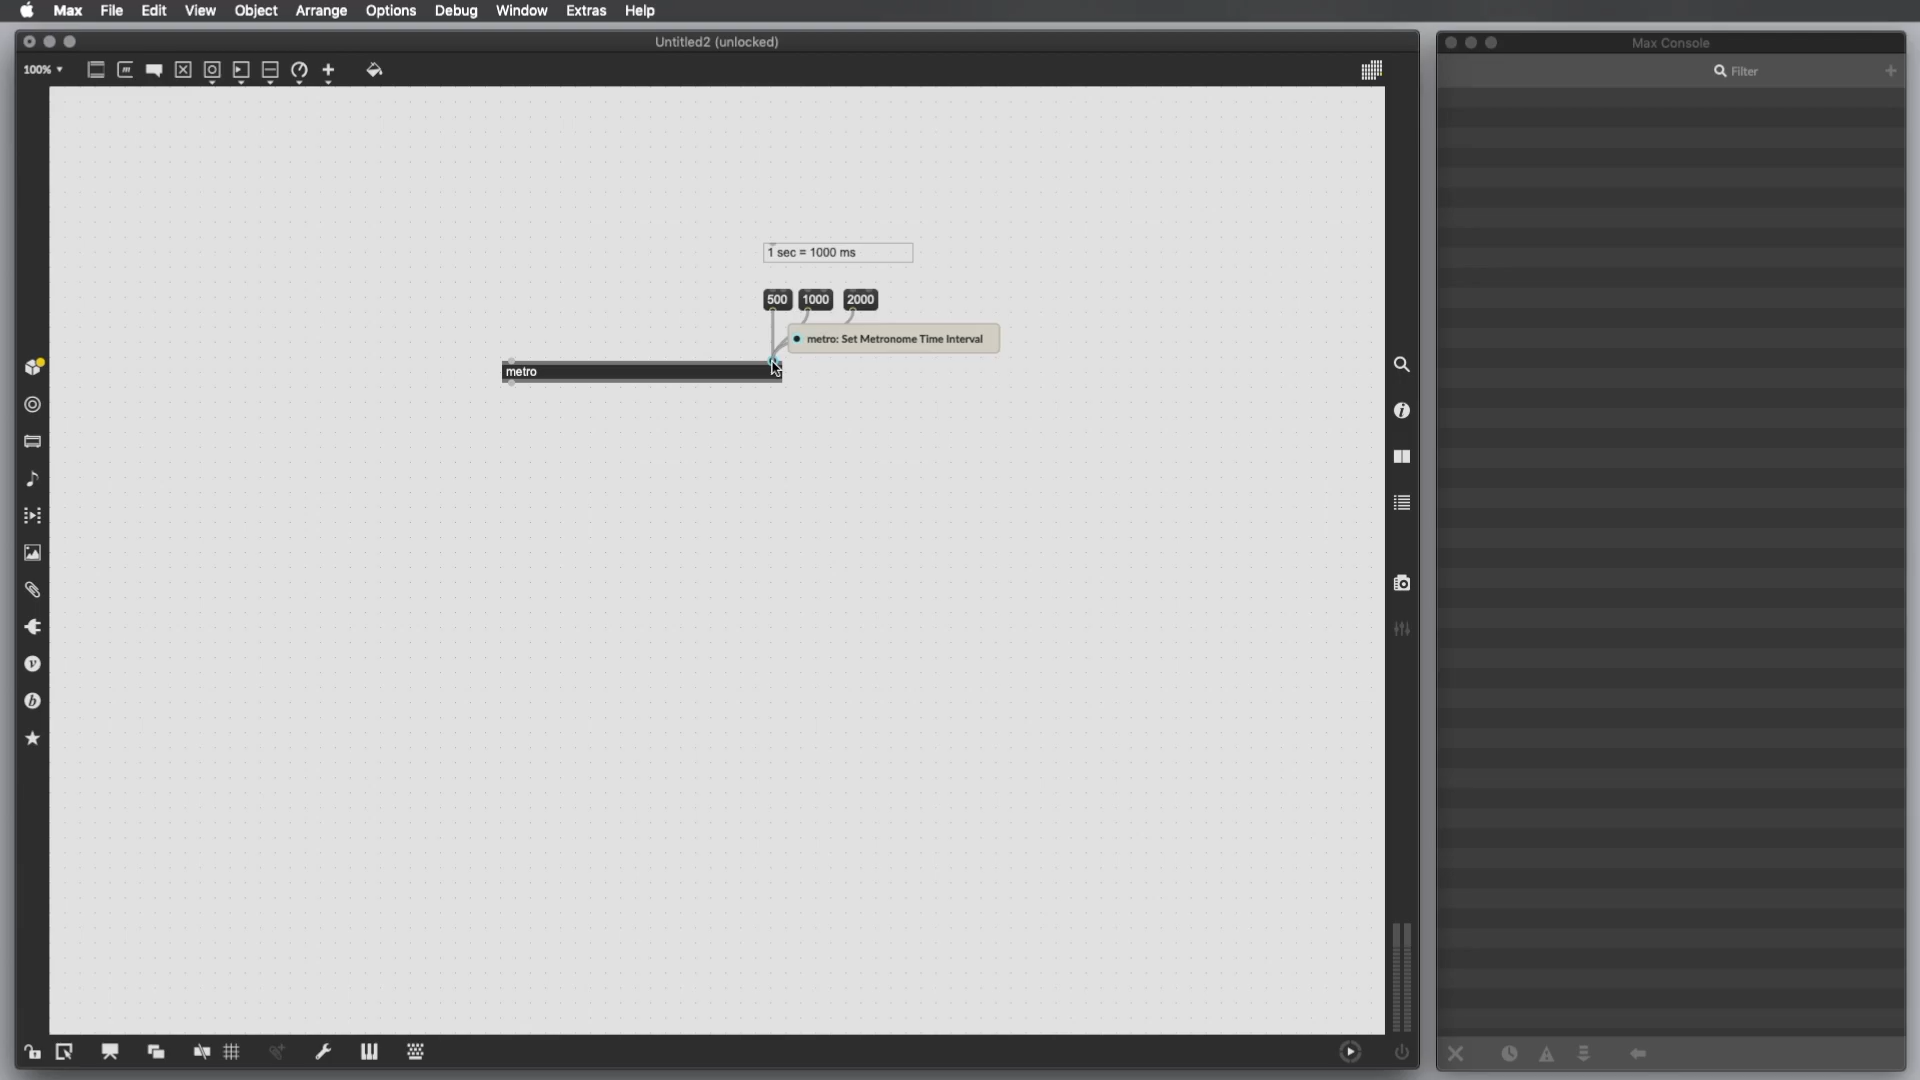 Max File Edit View Object Arrange Options Debug Window Extras Help
Untitled2 (unlocked)
Max Console
100%
Filter
1 sec = 1000 ms
500 1000 2000
metro: Set Metronome Time Interval
metro